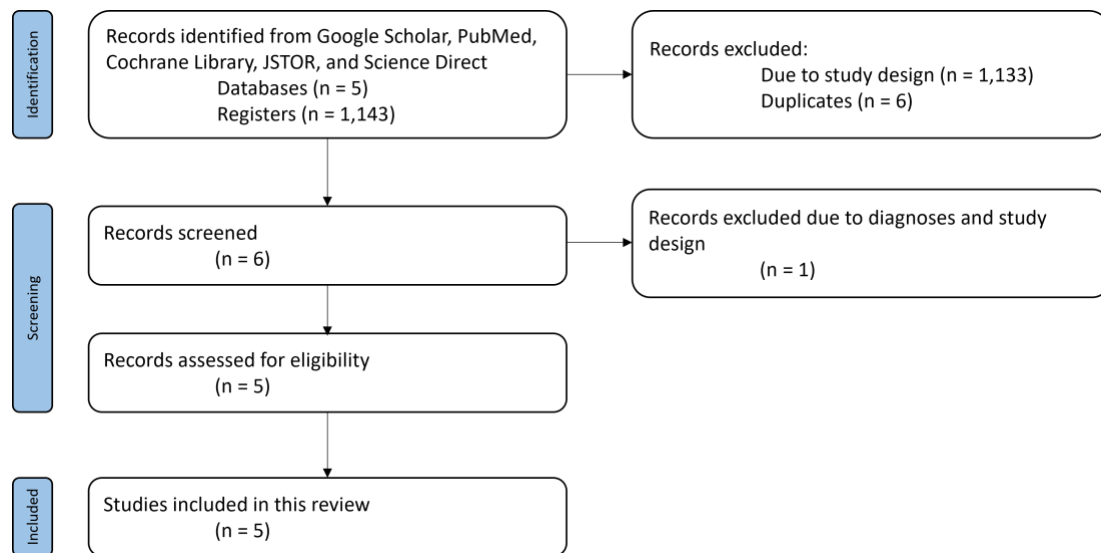 Identification
Records identified from Google Scholar, PubMed,
Cochrane Library, JSTOR, and Science Direct
Databases (n = 5)
Registers (n = 1,143)
Records excluded:
Due to study design (n = 1,133)
Duplicates (n = 6)
Screening
Records screened
(n = 6)
Records excluded due to diagnoses and study
design
(n = 1)
Records assessed for eligibility
(n = 5)
Included
Studies included in this review
(n = 5)